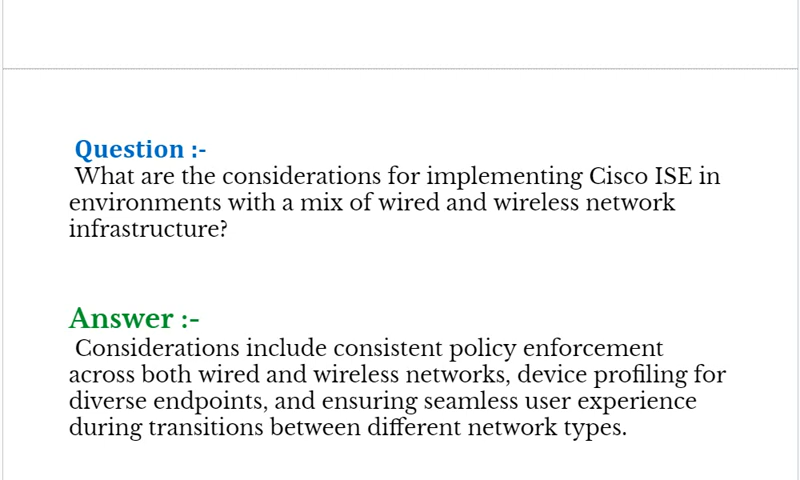 Question :-
What are the considerations for implementing Cisco ISE in
environments with a mix of wired and wireless network
infrastructure?
Answer :-
Considerations include consistent policy enforcement
across both wired and wireless networks, device profiling for
diverse endpoints, and ensuring seamless user experience
during transitions between different network types.